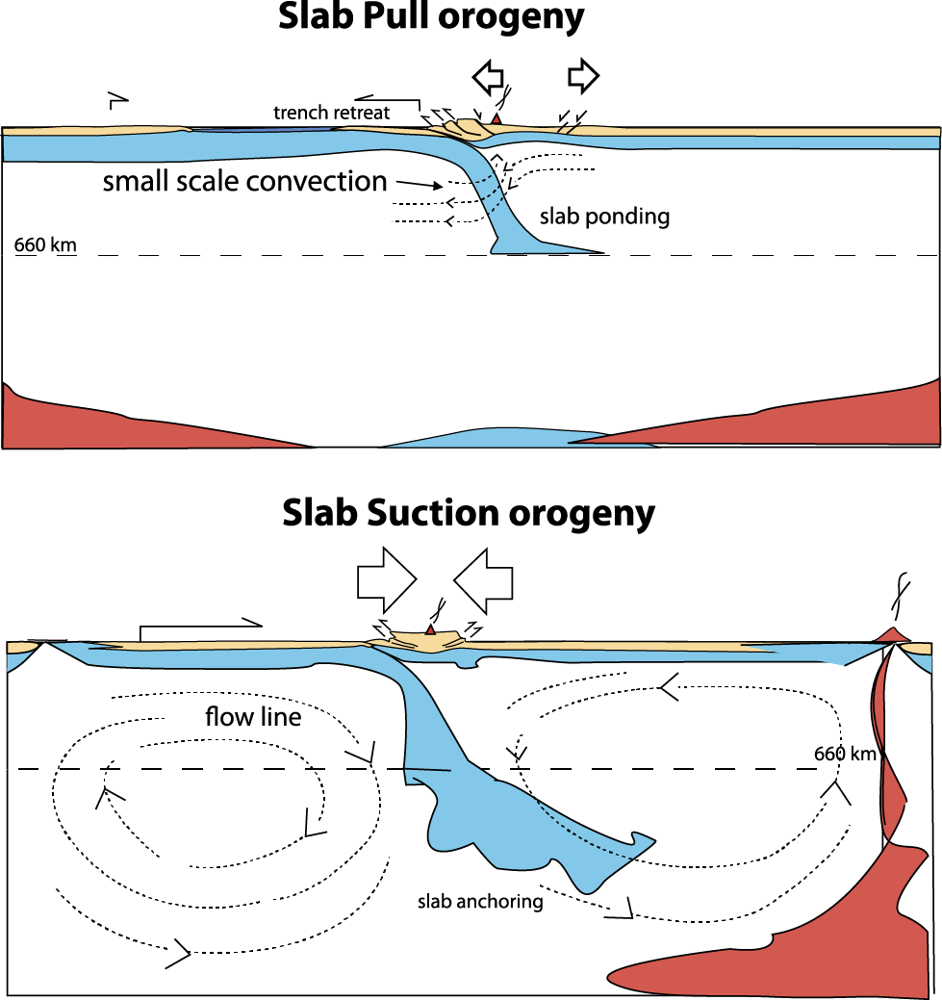 Slab Pull orogeny
trench retreat
small scale convection
slab ponding
660 km
Slab Suction orogeny
flow line
660 km
slab anchoring